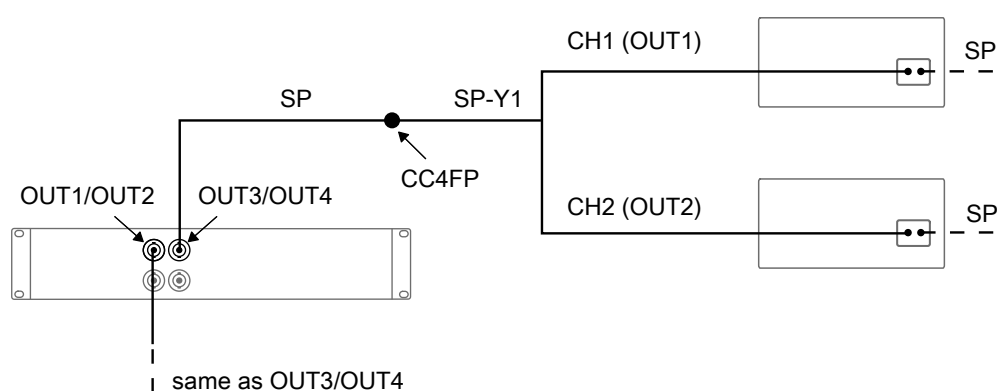 CH1 (OUT1)
SP
SP
SP-Y1
CC4FP
OUT1/OUT2
OUT3/OUT4
CH2 (OUT2)
SP
same as OUT3/OUT4